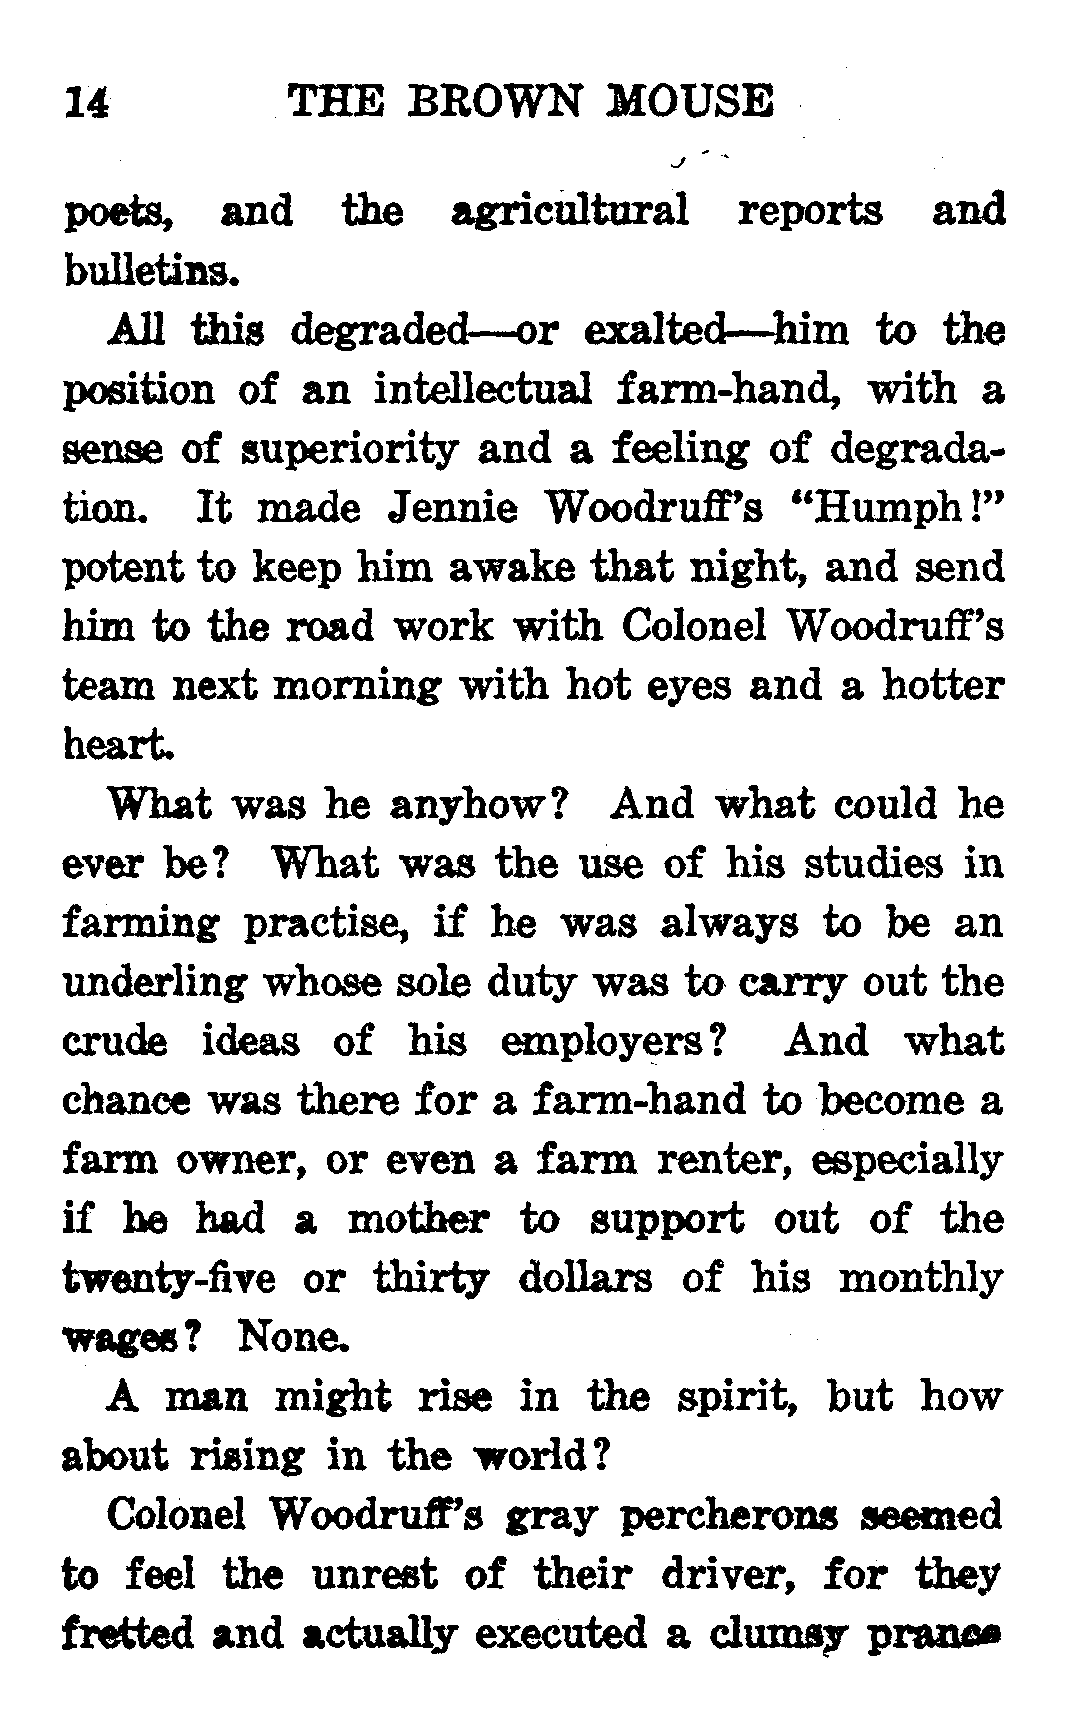 14 THE BROWN MOUSE
poets, and the agricultural reports and
bulletins.
All this degraded—or exalted—him to the
position of an intellectual farm-hand, with a
sense of superiority and a feeling of degrada-
tion. It made Jennie Woodruff's “Humph!”
potent to keep him awake that night, and send
him to the road work with Colonel Woodruff's
team next morning with hot eyes and a hotter
heart.
What was he anyhow? And what could he
ever be? What was the use of his studies in
farming practise, if he was always to be an
underling whose sole duty was to carry out the
crude ideas of his employers? And what
chance was there for a farm-hand to become a
farm owner, or even a farm renter, especially
if he had a mother to support out of the
twenty-five or thirty dollars of his monthly
wages? None.
A man might rise in the spirit, but how
about rising in the world?
Colonel Woodruff's gray percherons seemed
to feel the unrest of their driver, for they
fretted and actually executed a clumsy prance